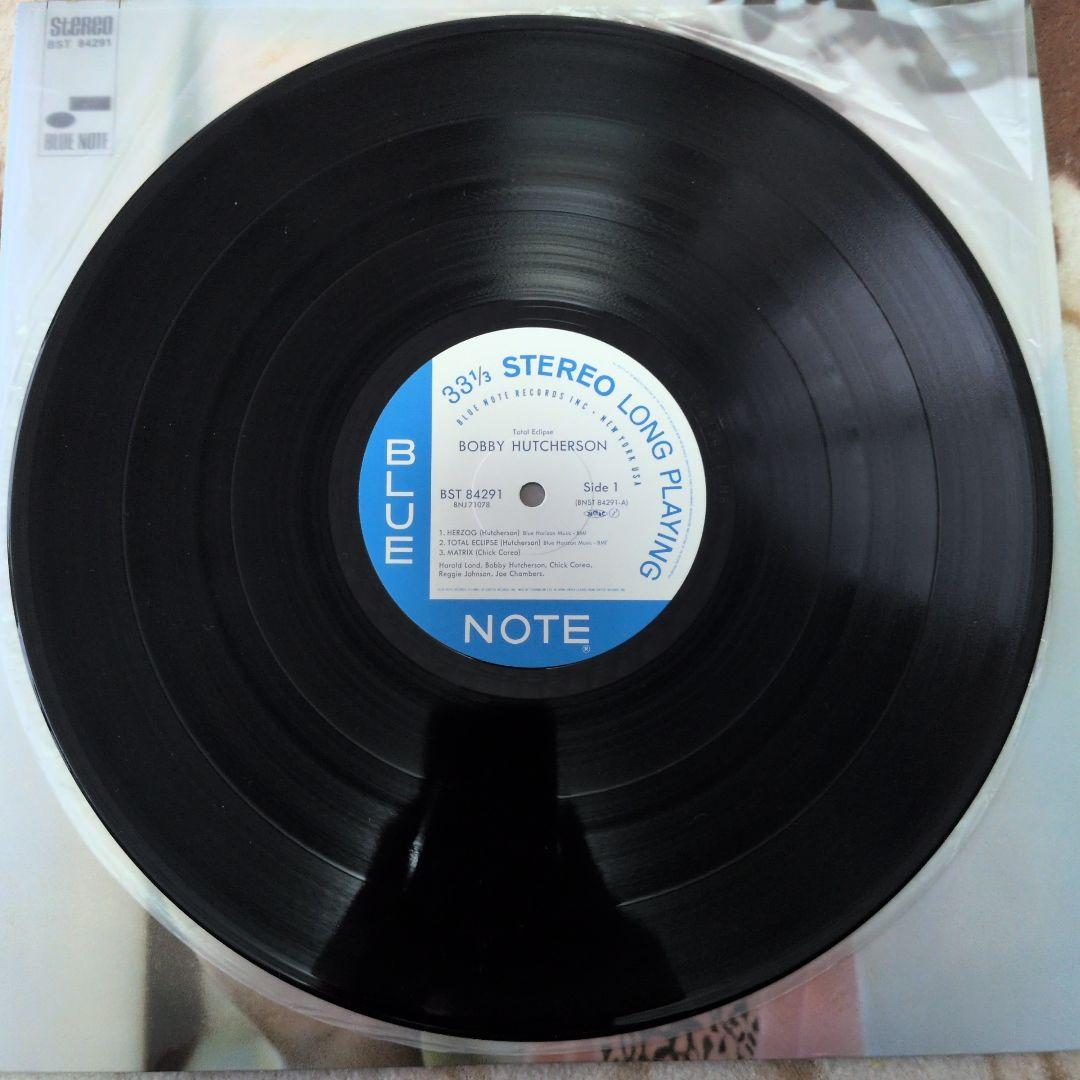 stereo
BST 84291
BLUE NOTE
33 1/3 STEREO LONG PLAYING
BLUE NOTE RECORDS INC • NEW YORK USA
Total Eclipse
BOBBY HUTCHERSON
BLUE
BST 84291
BNJ 71078
Side 1
(BNST 84291-A)
1. HERZOG (Hutcherson) Blue Horizon Music - BMI
2. TOTAL ECLIPSE (Hutcherson) Blue Horizon Music - BMI
3. MATRIX (Chick Corea)
Harold Land, Bobby Hutcherson, Chick Corea,
Reggie Johnson, Joe Chambers.
NOTE
®